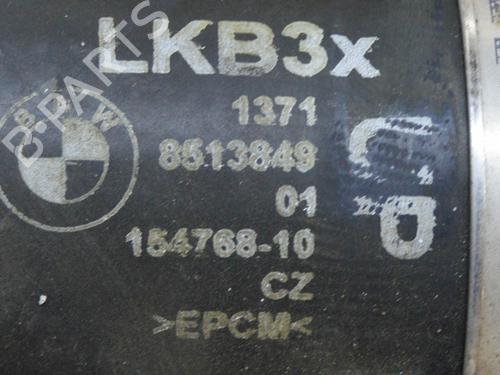 LKB3x
1371
8513849
01
154768-10
CZ
>EPCM<
BMW
B-PARTS